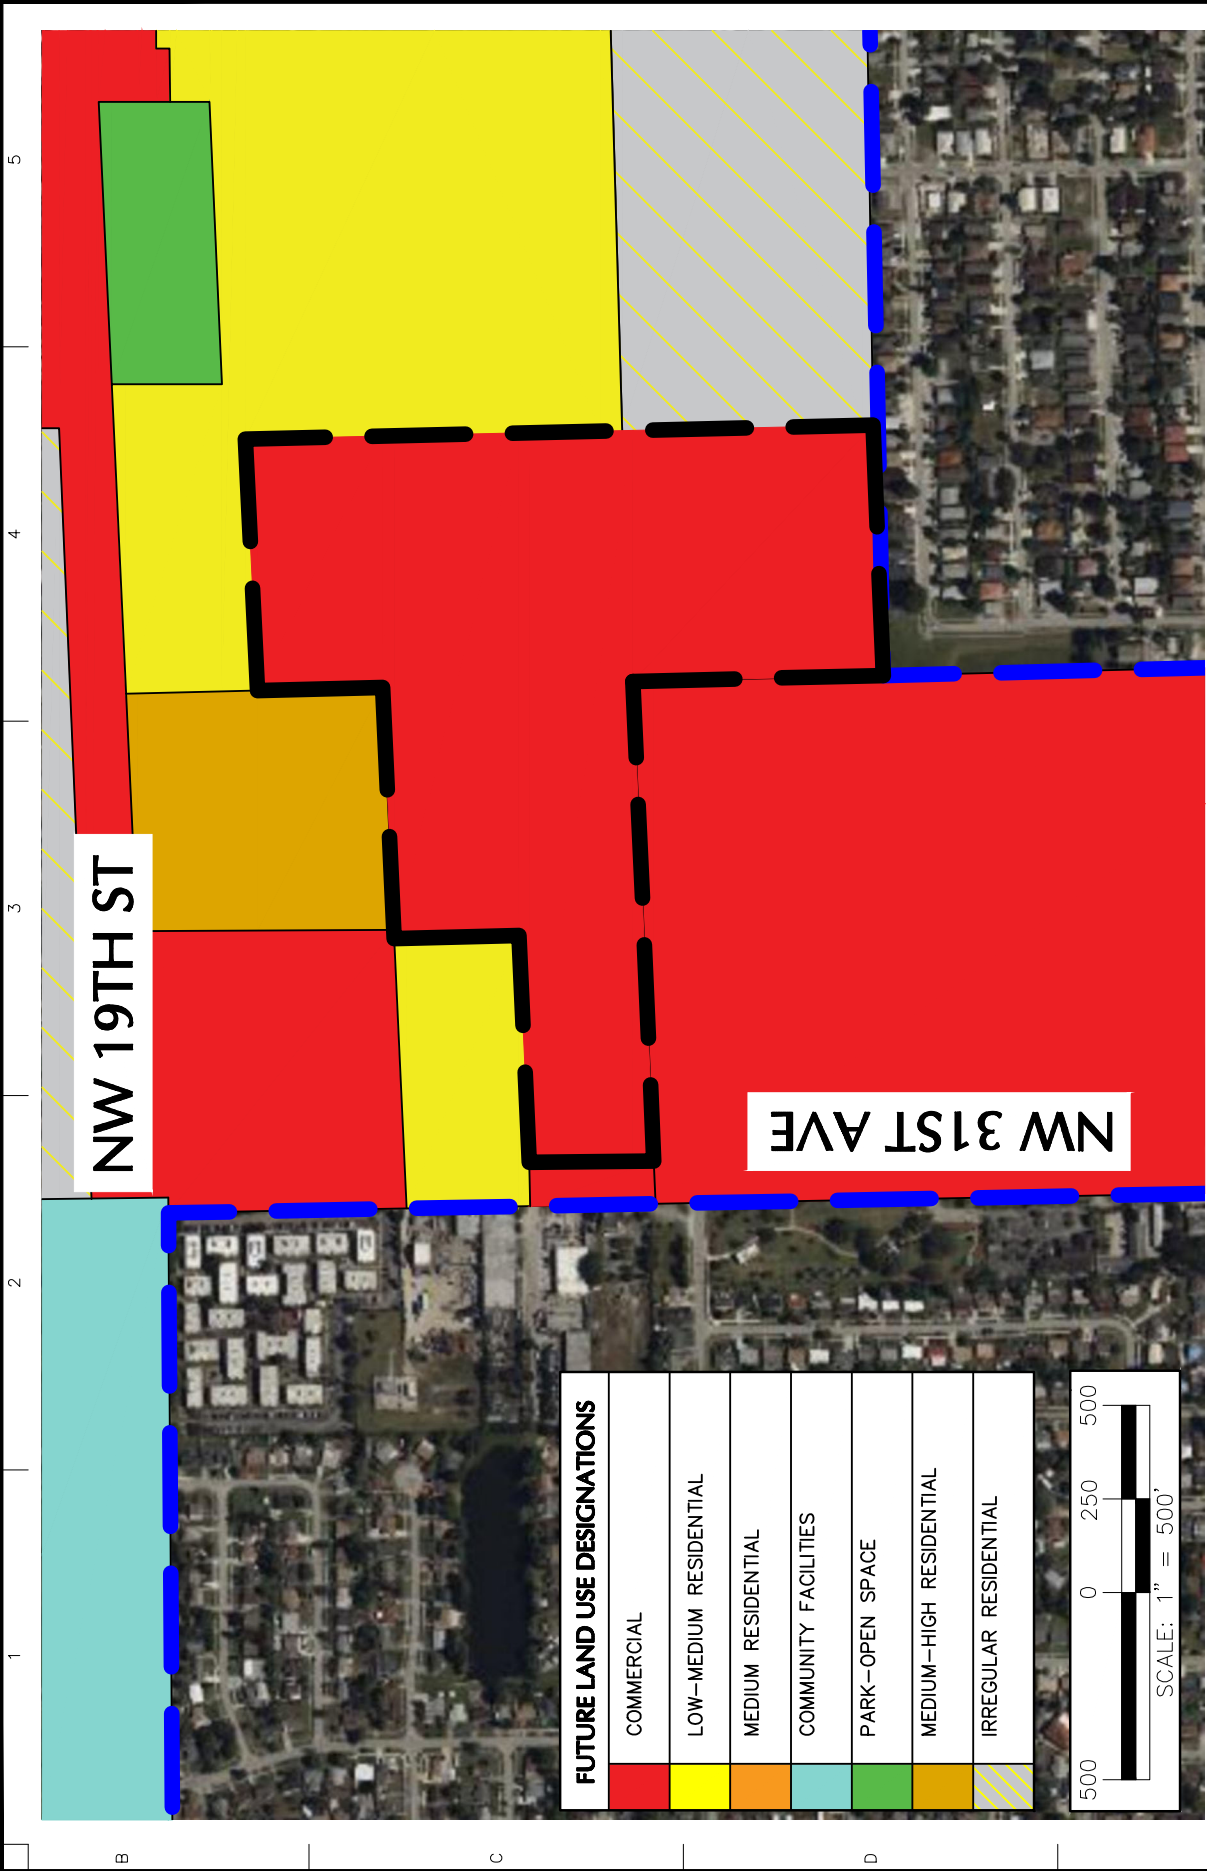 NW 19TH ST
NW 31ST AVE
FUTURE LAND USE DESIGNATIONS
COMMERCIAL
LOW–MEDIUM RESIDENTIAL
MEDIUM RESIDENTIAL
COMMUNITY FACILITIES
PARK–OPEN SPACE
MEDIUM–HIGH RESIDENTIAL
IRREGULAR RESIDENTIAL
500 0 250 500
SCALE: 1" = 500'
1 2 3 4 5
B
C
D